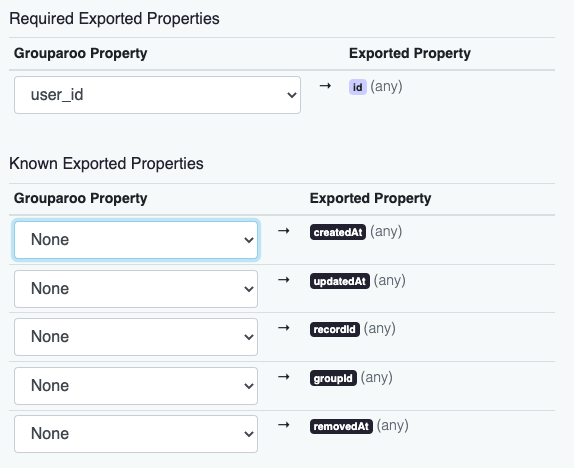 Required Exported Properties
Grouparoo Property Exported Property
user_id → id (any)
Known Exported Properties
Grouparoo Property Exported Property
None → createdAt (any)
None → updatedAt (any)
None → recordId (any)
None → groupId (any)
None → removedAt (any)